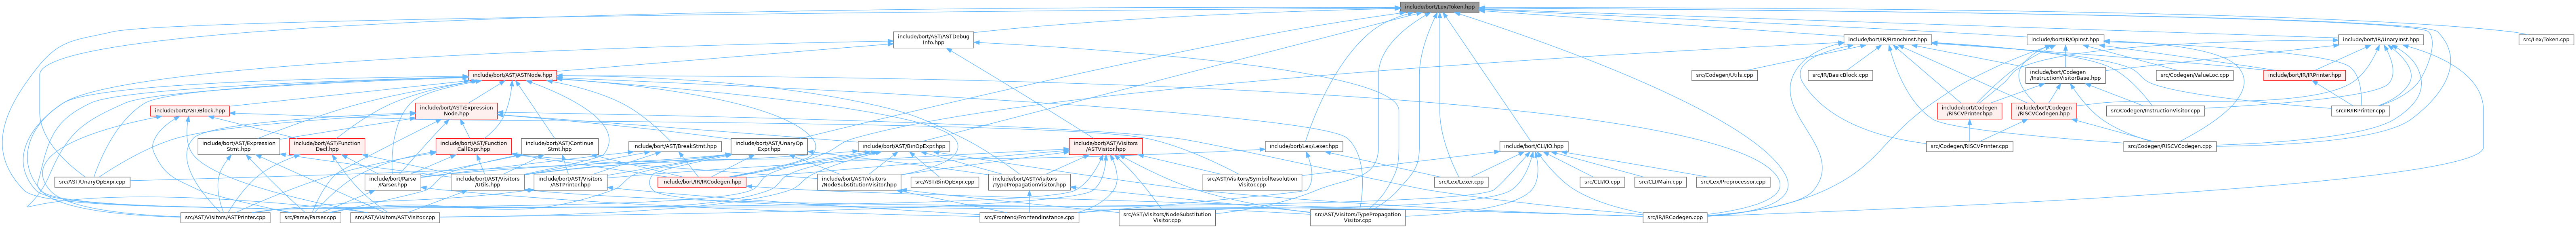 include/bort/Lex/Token.hpp
include/bort/AST/ASTDebug
Info.hpp
include/bort/IR/BranchInst.hpp
include/bort/IR/OpInst.hpp
include/bort/IR/UnaryInst.hpp
src/Lex/Token.cpp
include/bort/AST/ASTNode.hpp
src/Codegen/Utils.cpp
src/IR/BasicBlock.cpp
include/bort/Codegen
/InstructionVisitorBase.hpp
src/Codegen/ValueLoc.cpp
include/bort/IR/IRPrinter.hpp
include/bort/AST/Block.hpp
include/bort/AST/Expression
Node.hpp
include/bort/Codegen
/RISCVPrinter.hpp
include/bort/Codegen
/RISCVCodegen.hpp
src/Codegen/InstructionVisitor.cpp
src/IR/IRPrinter.cpp
include/bort/AST/Expression
Stmt.hpp
include/bort/AST/Function
Decl.hpp
include/bort/AST/Function
CallExpr.hpp
include/bort/AST/Continue
Stmt.hpp
include/bort/AST/BreakStmt.hpp
include/bort/AST/UnaryOp
Expr.hpp
include/bort/AST/BinOpExpr.hpp
include/bort/AST/Visitors
/ASTVisitor.hpp
include/bort/Lex/Lexer.hpp
include/bort/CLI/IO.hpp
src/Codegen/RISCVPrinter.cpp
src/Codegen/RISCVCodegen.cpp
src/AST/UnaryOpExpr.cpp
include/bort/Parse
/Parser.hpp
include/bort/AST/Visitors
/Utils.hpp
include/bort/AST/Visitors
/ASTPrinter.hpp
include/bort/IR/IRCodegen.hpp
include/bort/AST/Visitors
/NodeSubstitutionVisitor.hpp
src/AST/BinOpExpr.cpp
include/bort/AST/Visitors
/TypePropagationVisitor.hpp
src/AST/Visitors/SymbolResolution
Visitor.cpp
src/Lex/Lexer.cpp
src/CLI/IO.cpp
src/CLI/Main.cpp
src/Lex/Preprocessor.cpp
src/AST/Visitors/ASTPrinter.cpp
src/Parse/Parser.cpp
src/AST/Visitors/ASTVisitor.cpp
src/Frontend/FrontendInstance.cpp
src/AST/Visitors/NodeSubstitution
Visitor.cpp
src/AST/Visitors/TypePropagation
Visitor.cpp
src/IR/IRCodegen.cpp